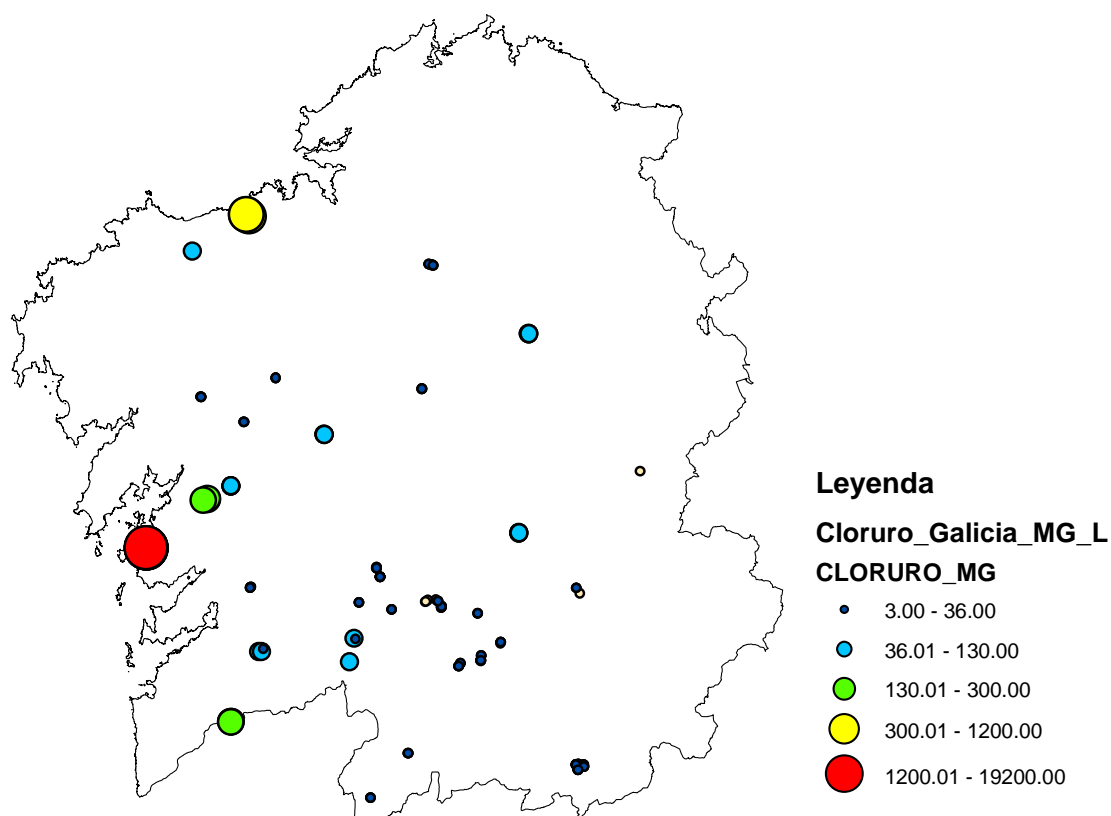 Leyenda
Cloruro_Galicia_MG_L
CLORURO_MG
3.00 - 36.00
36.01 - 130.00
130.01 - 300.00
300.01 - 1200.00
1200.01 - 19200.00